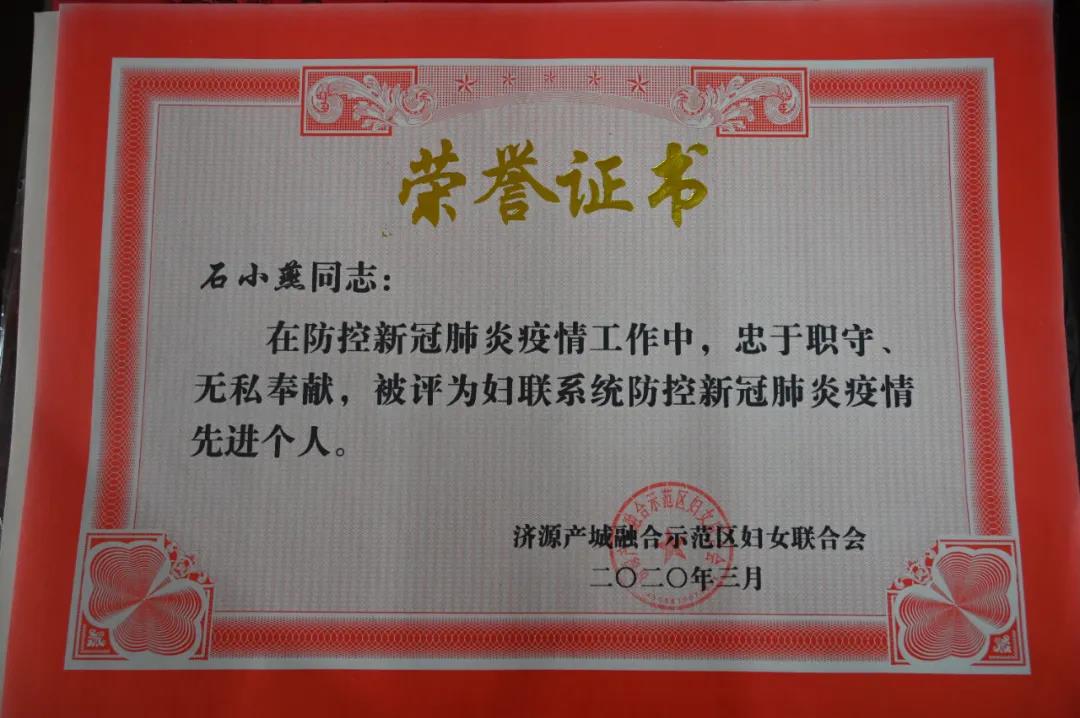 荣誉证书
石小燕同志：
在防控新冠肺炎疫情工作中，忠于职守、
无私奉献，被评为妇联系统防控新冠肺炎疫情
先进个人。
济源产城融合示范区妇女联合会
二〇二〇年三月